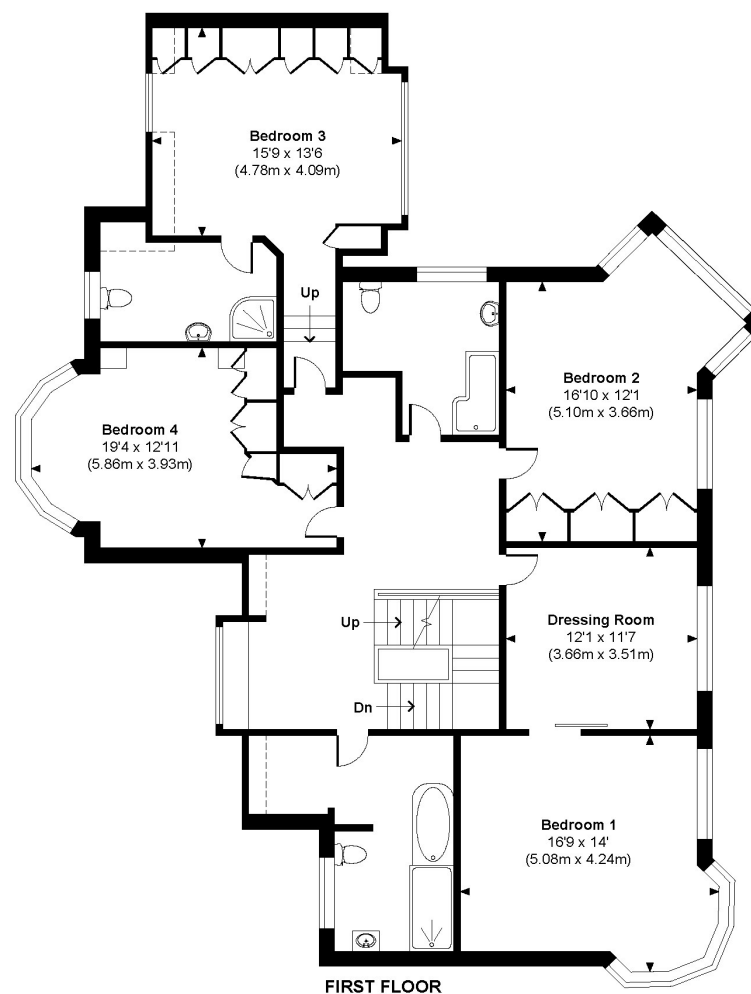 Bedroom 3
15'9 x 13'6
(4.78m x 4.09m)
Up
Bedroom 2
16'10 x 12'1
(5.10m x 3.66m)
Bedroom 4
19'4 x 12'11
(5.86m x 3.93m)
Up
Dressing Room
12'1 x 11'7
(3.66m x 3.51m)
Dn
Bedroom 1
16'9 x 14'
(5.08m x 4.24m)
FIRST FLOOR